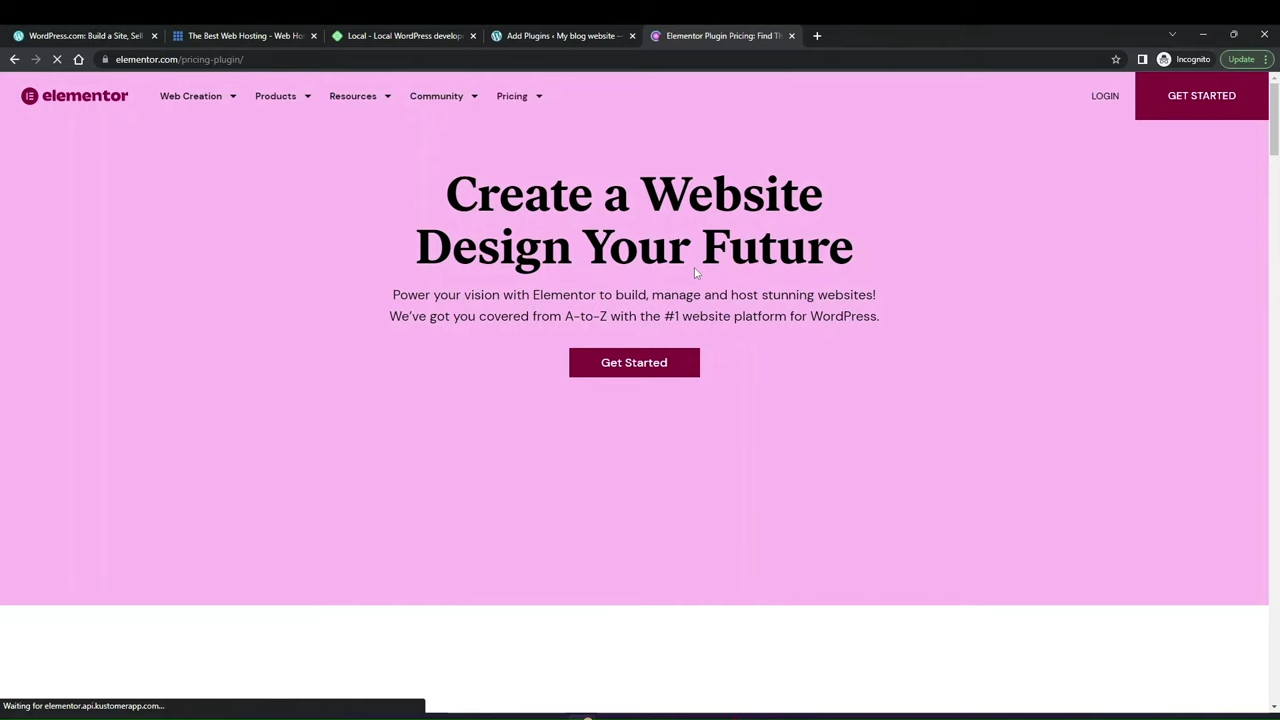 WordPress.com: Build a Site, Sell
The Best Web Hosting - Web Hos
Local - Local WordPress develop
Add Plugins ‹ My blog website —
Elementor Plugin Pricing: Find Th
elementor.com/pricing-plugin/
Incognito
Update
elementor
Web Creation
Products
Resources
Community
Pricing
LOGIN
GET STARTED
Create a Website
Design Your Future
Power your vision with Elementor to build, manage and host stunning websites!
We’ve got you covered from A-to-Z with the #1 website platform for WordPress.
Get Started
Waiting for elementor.api.kustomerapp.com...